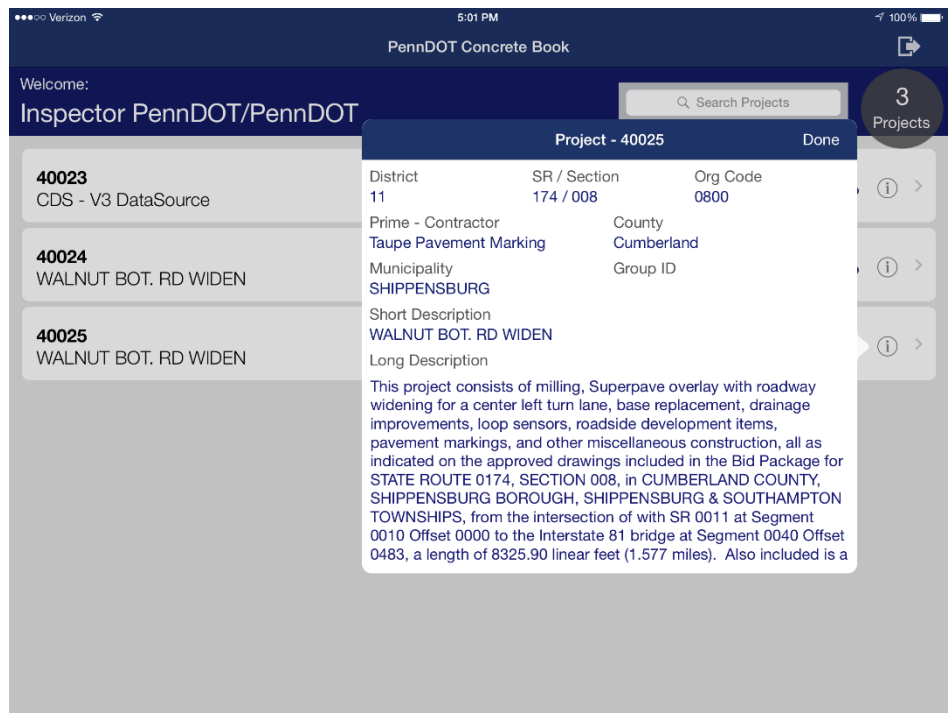 Verizon
5:01 PM
100%
PennDOT Concrete Book
Welcome:
Inspector PennDOT/PennDOT
Search Projects
3
Projects
40023
CDS - V3 DataSource
40024
WALNUT BOT. RD WIDEN
40025
WALNUT BOT. RD WIDEN
Project - 40025
Done
District
SR / Section
Org Code
11
174 / 008
0800
Prime - Contractor
County
Taupe Pavement Marking
Cumberland
Municipality
Group ID
SHIPPENSBURG
Short Description
WALNUT BOT. RD WIDEN
Long Description
This project consists of milling, Superpave overlay with roadway
widening for a center left turn lane, base replacement, drainage
improvements, loop sensors, roadside development items,
pavement markings, and other miscellaneous construction, all as
indicated on the approved drawings included in the Bid Package for
STATE ROUTE 0174, SECTION 008, in CUMBERLAND COUNTY,
SHIPPENSBURG BOROUGH, SHIPPENSBURG & SOUTHAMPTON
TOWNSHIPS, from the intersection of with SR 0011 at Segment
0010 Offset 0000 to the Interstate 81 bridge at Segment 0040 Offset
0483, a length of 8325.90 linear feet (1.577 miles).  Also included is a